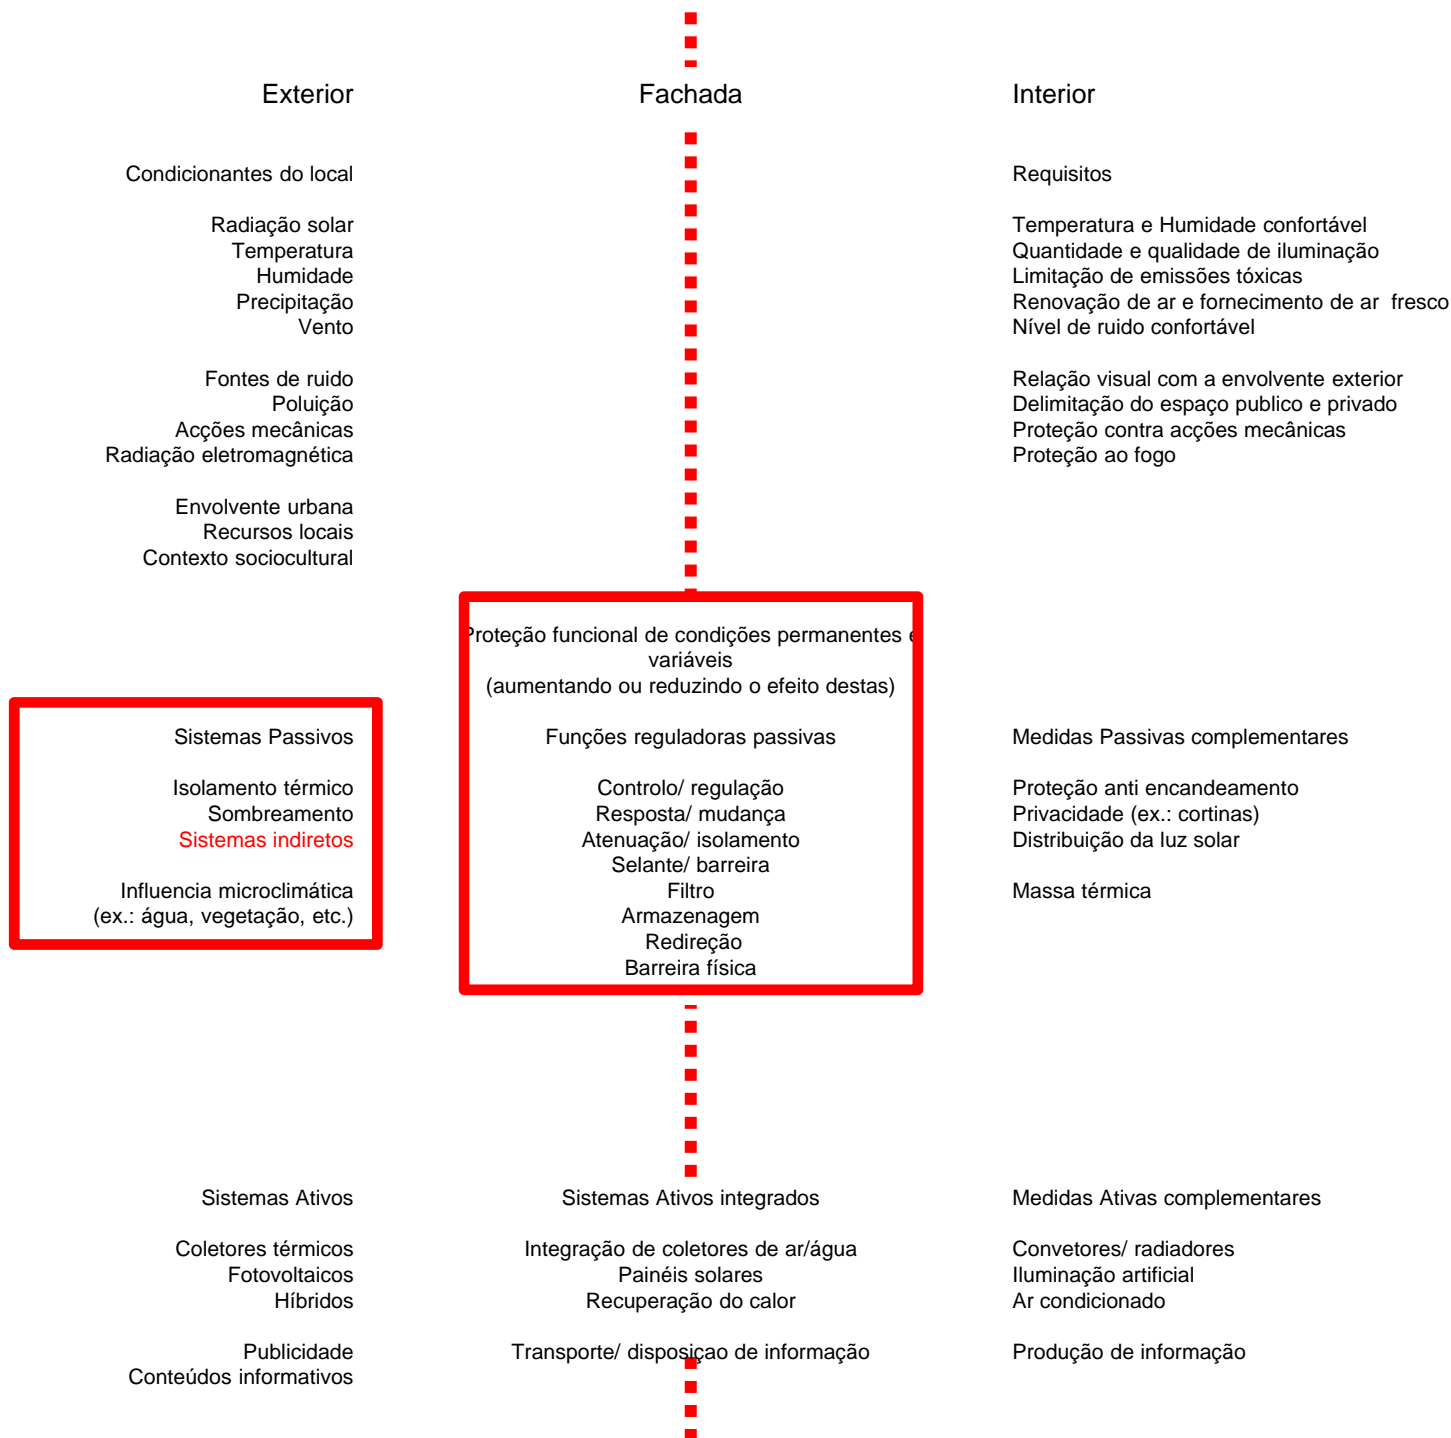 Exterior
Fachada
Interior
Condicionantes do local
Requisitos
Radiação solar
Temperatura
Humidade
Precipitação
Vento
Temperatura e Humidade confortável
Quantidade e qualidade de iluminação
Limitação de emissões tóxicas
Renovação de ar e fornecimento de ar  fresco
Nível de ruido confortável
Fontes de ruido
Poluição
Acções mecânicas
Radiação eletromagnética
Relação visual com a envolvente exterior
Delimitação do espaço publico e privado
Proteção contra acções mecânicas
Proteção ao fogo
Envolvente urbana
Recursos locais
Contexto sociocultural
Proteção funcional de condições permanentes e
variáveis
(aumentando ou reduzindo o efeito destas)
Sistemas Passivos
Isolamento térmico
Sombreamento
Sistemas indiretos
Influencia microclimática
(ex.: água, vegetação, etc.)
Funções reguladoras passivas
Controlo/ regulação
Resposta/ mudança
Atenuação/ isolamento
Selante/ barreira
Filtro
Armazenagem
Redireção
Barreira física
Medidas Passivas complementares
Proteção anti encandeamento
Privacidade (ex.: cortinas)
Distribuição da luz solar
Massa térmica
Sistemas Ativos
Coletores térmicos
Fotovoltaicos
Híbridos
Publicidade
Conteúdos informativos
Sistemas Ativos integrados
Integração de coletores de ar/água
Painéis solares
Recuperação do calor
Transporte/ disposiçao de informação
Medidas Ativas complementares
Convetores/ radiadores
Iluminação artificial
Ar condicionado
Produção de informação